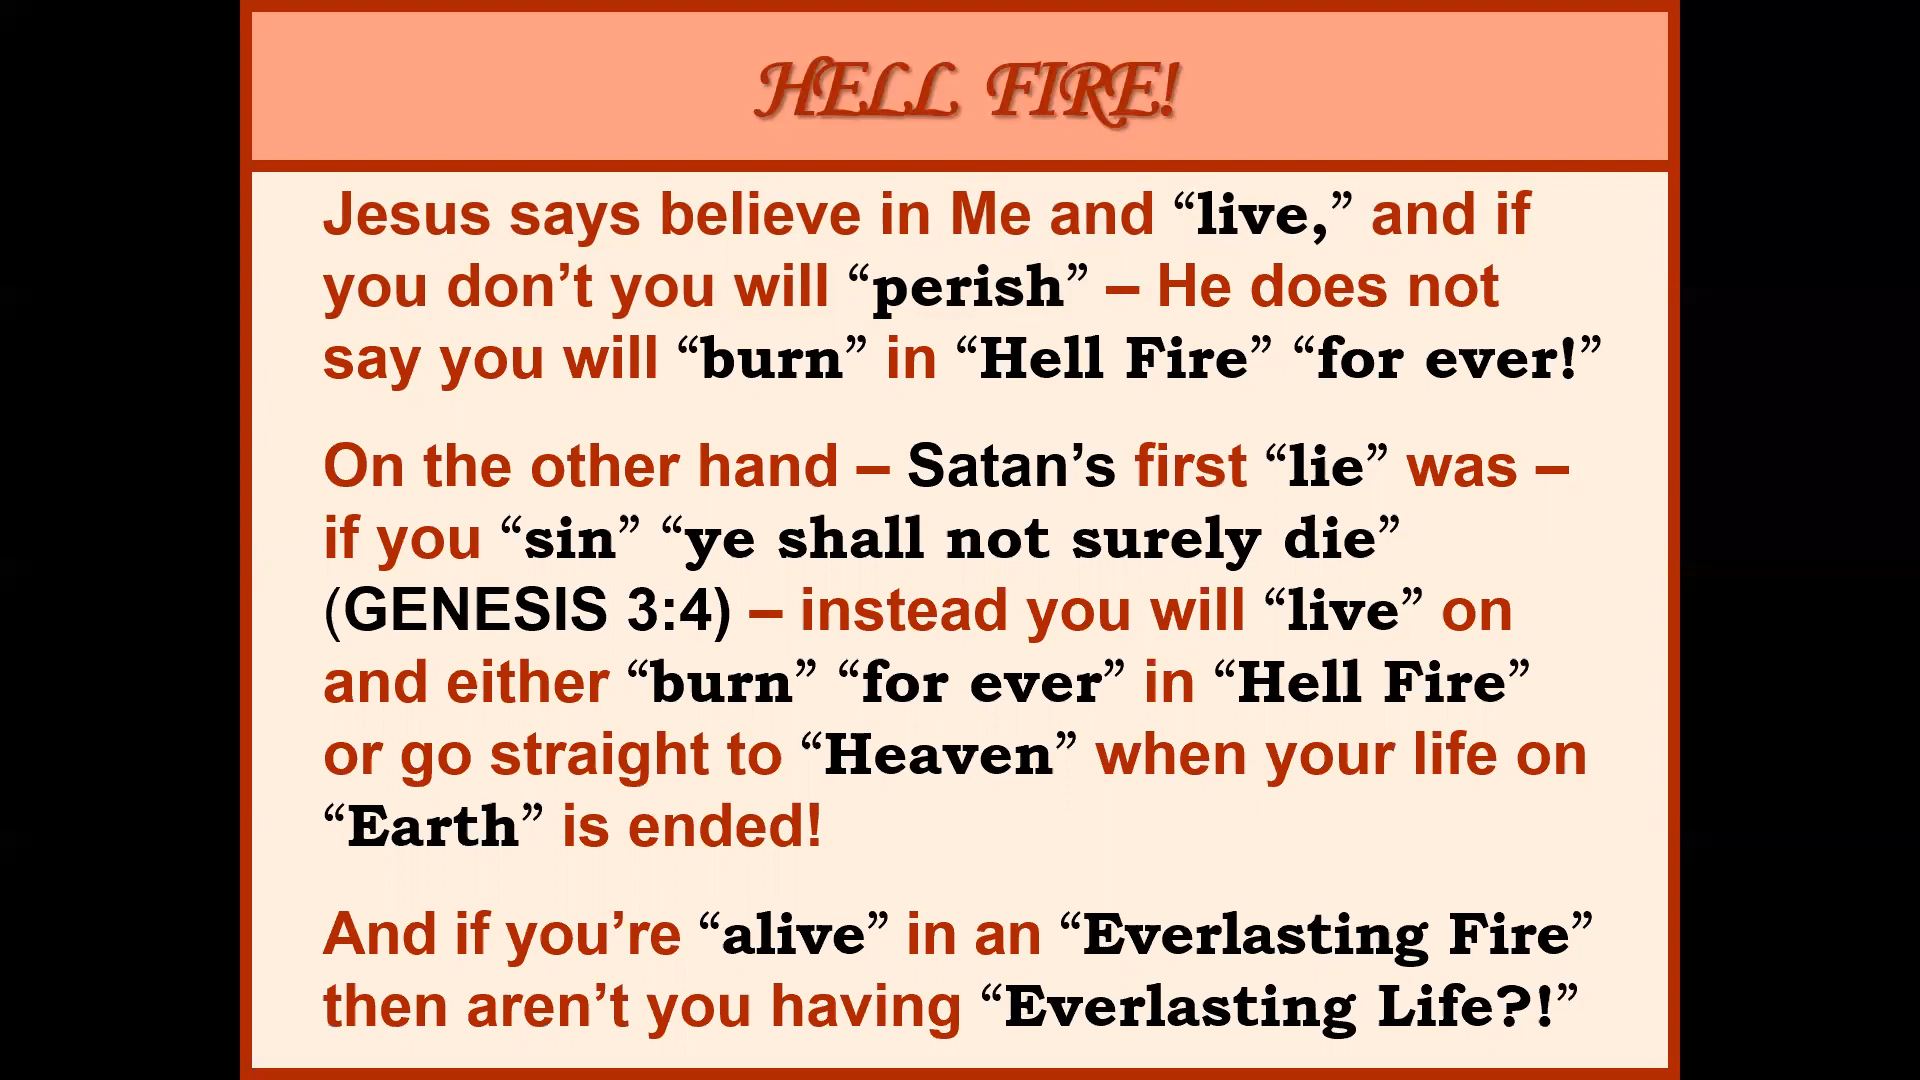 HELL FIRE!
Jesus says believe in Me and “live,” and if
you don’t you will “perish” – He does not
say you will “burn” in “Hell Fire” “for ever!”
On the other hand – Satan’s first “lie” was –
if you “sin” “ye shall not surely die”
(GENESIS 3:4) – instead you will “live” on
and either “burn” “for ever” in “Hell Fire”
or go straight to “Heaven” when your life on
“Earth” is ended!
And if you’re “alive” in an “Everlasting Fire”
then aren’t you having “Everlasting Life?!”